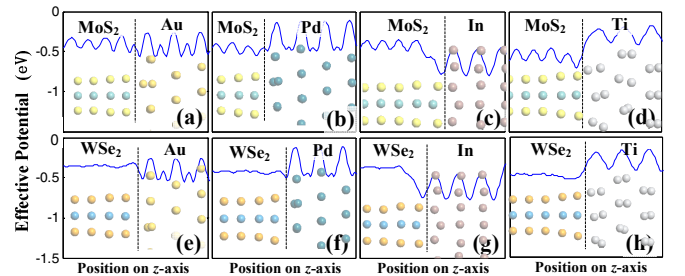 0
MoS₂ Au MoS₂ Pd MoS₂ In MoS₂ Ti
-0.5
-1
(a) (b) (c) (d)
0
WSe₂ Au WSe₂ Pd WSe₂ In WSe₂ Ti
-0.5
-1
(e) (f) (g) (h)
-1.5
Effective Potential (eV)
Position on z-axis Position on z-axis Position on z-axis Position on z-axis